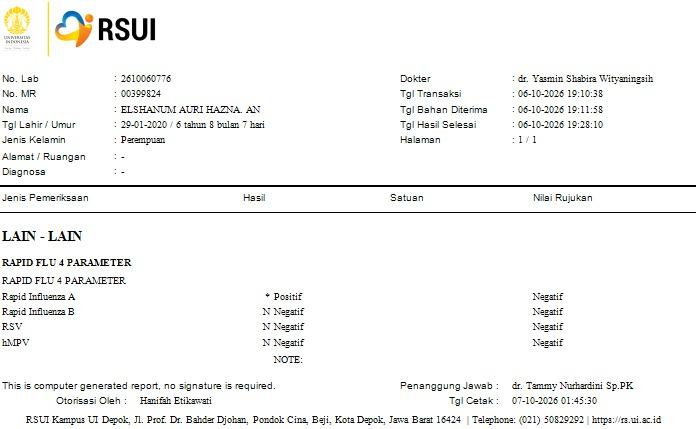 UNIVERSITAS
INDONESIA
RSUI
No. Lab : 2610060776 Dokter : dr. Yasmin Shabira Wityaningsih
No. MR : 00399824 Tgl Transaksi : 06-10-2026 19:10:38
Nama : ELSHANUM AURI HAZNA. AN Tgl Bahan Diterima : 06-10-2026 19:11:58
Tgl Lahir / Umur : 29-01-2020 / 6 tahun 8 bulan 7 hari Tgl Hasil Selesai : 06-10-2026 19:28:10
Jenis Kelamin : Perempuan Halaman : 1 / 1
Alamat / Ruangan : -
Diagnosa : -
Jenis Pemeriksaan Hasil Satuan Nilai Rujukan
LAIN - LAIN
RAPID FLU 4 PARAMETER
RAPID FLU 4 PARAMETER
Rapid Influenza A * Positif Negatif
Rapid Influenza B N Negatif Negatif
RSV N Negatif Negatif
hMPV N Negatif Negatif
NOTE:
This is computer generated report, no signature is required. Penanggung Jawab : dr. Tammy Nurhardini Sp.PK
Otorisasi Oleh : Hanifah Etikawati Tgl Cetak : 07-10-2026 01:45:30
RSUI Kampus UI Depok, Jl. Prof. Dr. Bahder Djohan, Pondok Cina, Beji, Kota Depok, Jawa Barat 16424 | Telephone: (021) 50829292 | https://rs.ui.ac.id